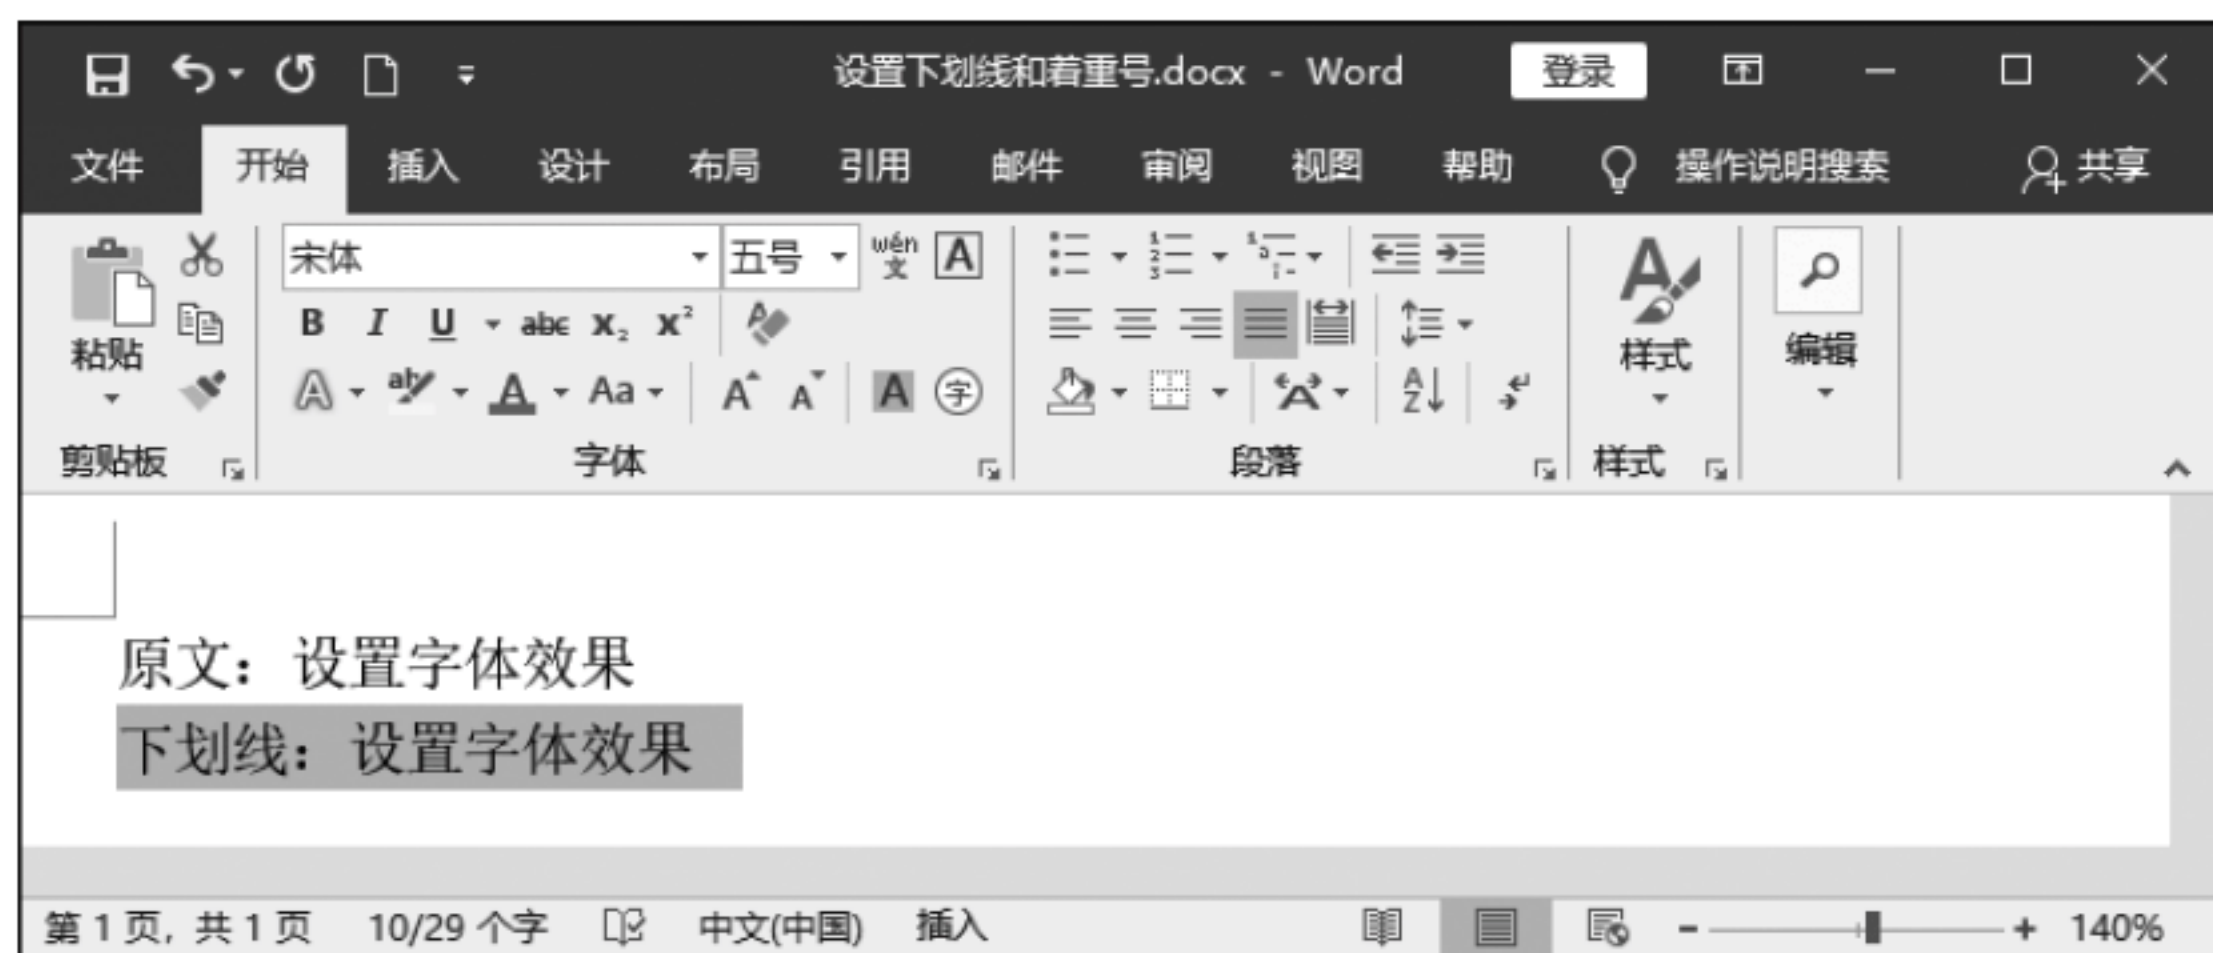 设置下划线和着重号.docx - Word 登录
文件 开始 插入 设计 布局 引用 邮件 审阅 视图 帮助 操作说明搜索 共享
宋体 五号 wén 文 A
B I U abc x₂ x²
粘贴 样式 编辑
A aby A Aa A A A 字 A A Z
剪贴板 字体 段落 样式
原文：设置字体效果
下划线：设置字体效果
第 1 页，共 1 页 10/29 个字 中文(中国) 插入 140%